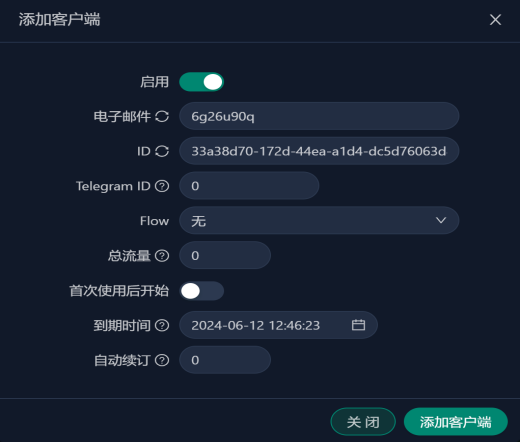 添加客户端
启用
电子邮件 6g26u90q
ID 33a38d70-172d-44ea-a1d4-dc5d76063d
Telegram ID 0
Flow 无
总流量 0
首次使用后开始
到期时间 2024-06-12 12:46:23
自动续订 0
关 闭 添加客户端